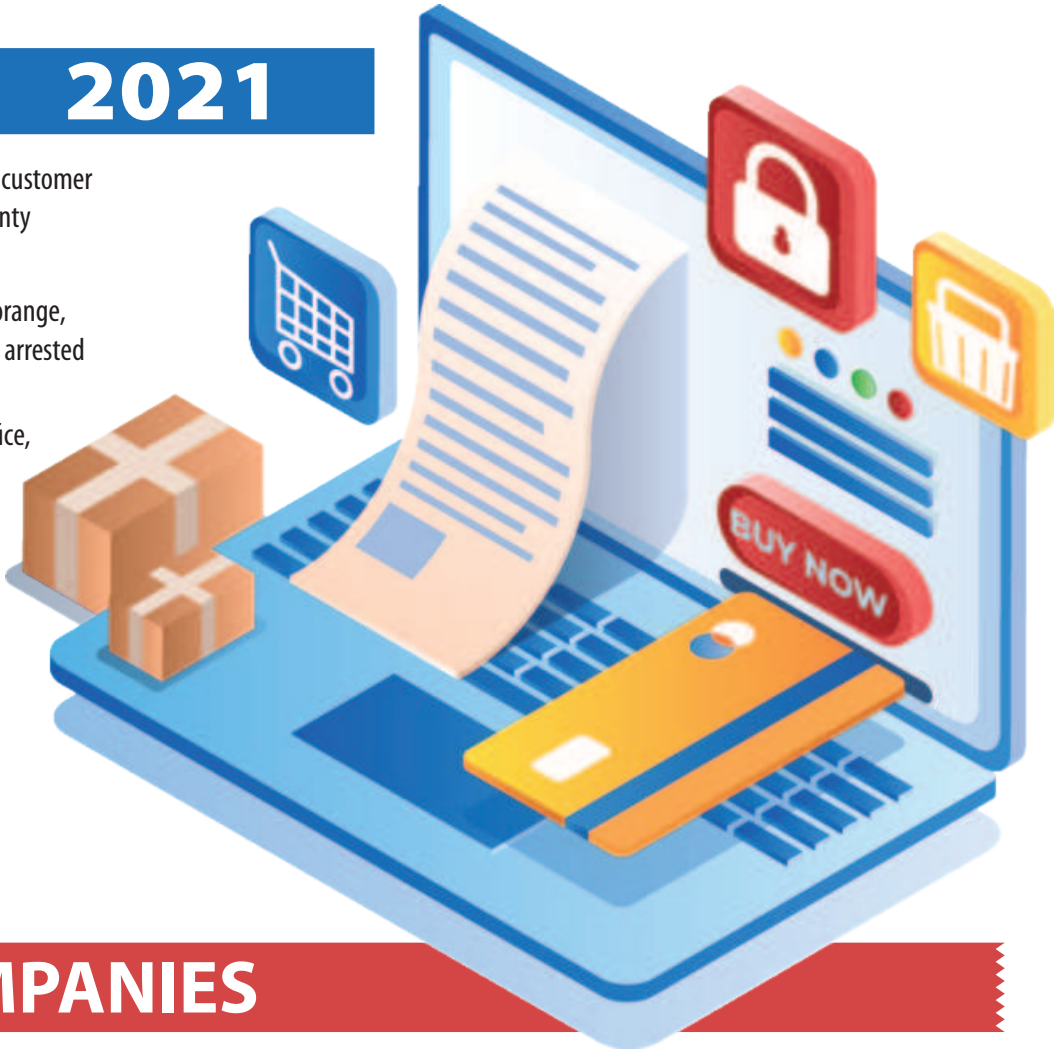 2021
customer
nty
orange,
arrested
ice,
BUY NOW
MPANIES